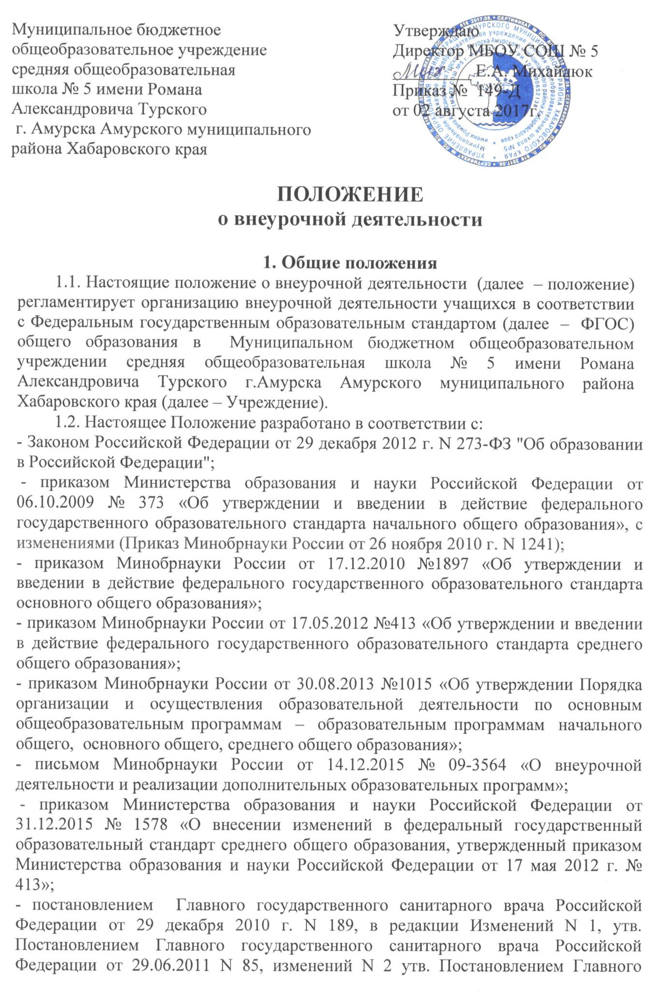 Муниципальное бюджетное
общеобразовательное учреждение
средняя общеобразовательная
школа № 5 имени Романа
Александровича Турского
г. Амурска Амурского муниципального
района Хабаровского края
Утверждаю
Директор МБОУ СОШ № 5
Е.А. Михайлюк
Приказ № 149-Д
от 02 августа 2017г.
ПОЛОЖЕНИЕ
о внеурочной деятельности
1. Общие положения
1.1. Настоящие положение о внеурочной деятельности (далее – положение)
регламентирует организацию внеурочной деятельности учащихся в соответствии
с Федеральным государственным образовательным стандартом (далее – ФГОС)
общего образования в Муниципальном бюджетном общеобразовательном
учреждении средняя общеобразовательная школа № 5 имени Романа
Александровича Турского г.Амурска Амурского муниципального района
Хабаровского края (далее – Учреждение).
1.2. Настоящее Положение разработано в соответствии с:
- Законом Российской Федерации от 29 декабря 2012 г. N 273-ФЗ "Об образовании
в Российской Федерации";
- приказом Министерства образования и науки Российской Федерации от
06.10.2009 № 373 «Об утверждении и введении в действие федерального
государственного образовательного стандарта начального общего образования», с
изменениями (Приказ Минобрнауки России от 26 ноября 2010 г. N 1241);
- приказом Минобрнауки России от 17.12.2010 №1897 «Об утверждении и
введении в действие федерального государственного образовательного стандарта
основного общего образования»;
- приказом Минобрнауки России от 17.05.2012 №413 «Об утверждении и введении
в действие федерального государственного образовательного стандарта среднего
общего образования»;
- приказом Минобрнауки России от 30.08.2013 №1015 «Об утверждении Порядка
организации и осуществления образовательной деятельности по основным
общеобразовательным программам – образовательным программам начального
общего, основного общего, среднего общего образования»;
- письмом Минобрнауки России от 14.12.2015 № 09-3564 «О внеурочной
деятельности и реализации дополнительных образовательных программ»;
- приказом Министерства образования и науки Российской Федерации от
31.12.2015 № 1578 «О внесении изменений в федеральный государственный
образовательный стандарт среднего общего образования, утвержденный приказом
Министерства образования и науки Российской Федерации от 17 мая 2012 г. №
413»;
- постановлением Главного государственного санитарного врача Российской
Федерации от 29 декабря 2010 г. N 189, в редакции Изменений N 1, утв.
Постановлением Главного государственного санитарного врача Российской
Федерации от 29.06.2011 N 85, изменений N 2 утв. Постановлением Главного